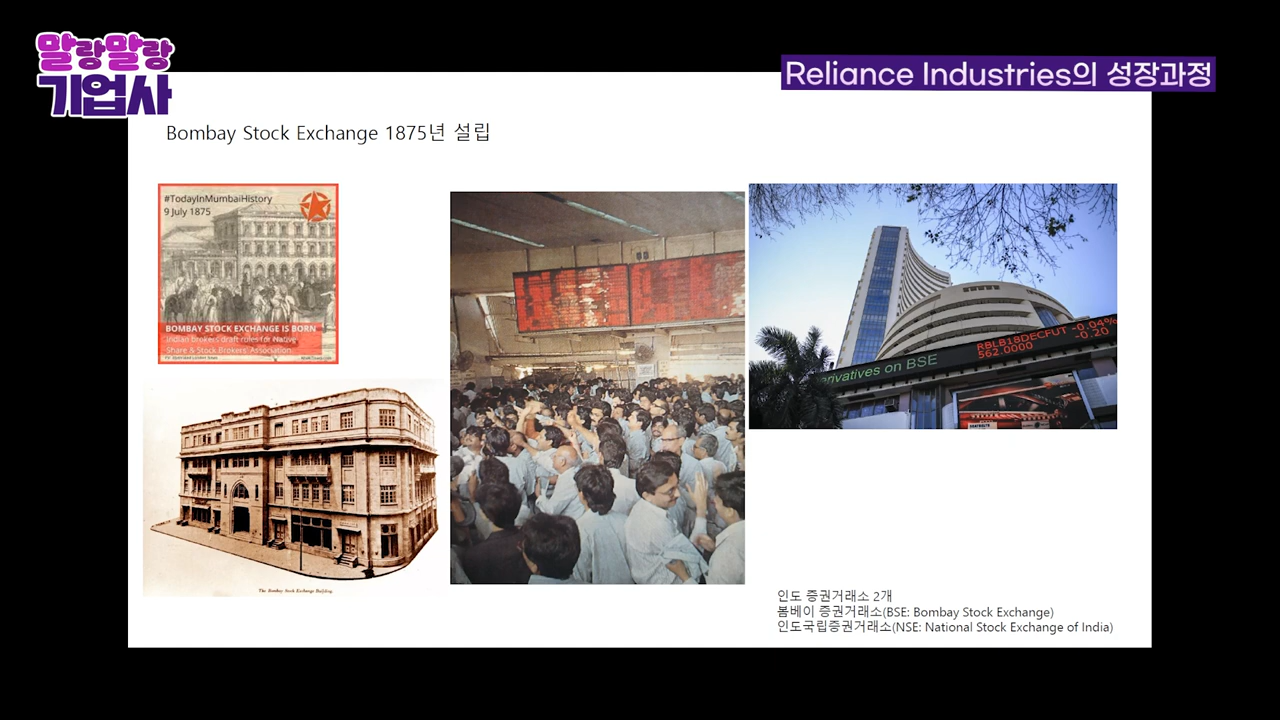 말랑말랑
기업사
Reliance Industries의 성장과정
Bombay Stock Exchange 1875년 설립
#TodayInMumbaiHistory
9 July 1875
BOMBAY STOCK EXCHANGE IS BORN
Indian brokers draft rules for Native
Share & Stock Brokers' Association
The Bombay Stock Exchange Building.
RBLB18DECFUT -0.04%
562.0000 -0.20
erivatives on BSE
인도 증권거래소 2개
봄베이 증권거래소(BSE: Bombay Stock Exchange)
인도국립증권거래소(NSE: National Stock Exchange of India)